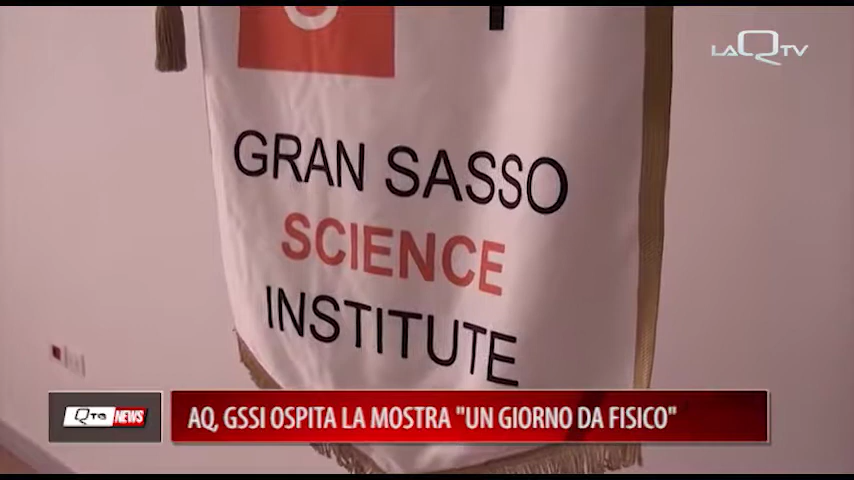 LAQTV
GRAN SASSO
SCIENCE
INSTITUTE
QTG NEWS
AQ, GSSI OSPITA LA MOSTRA "UN GIORNO DA FISICO"